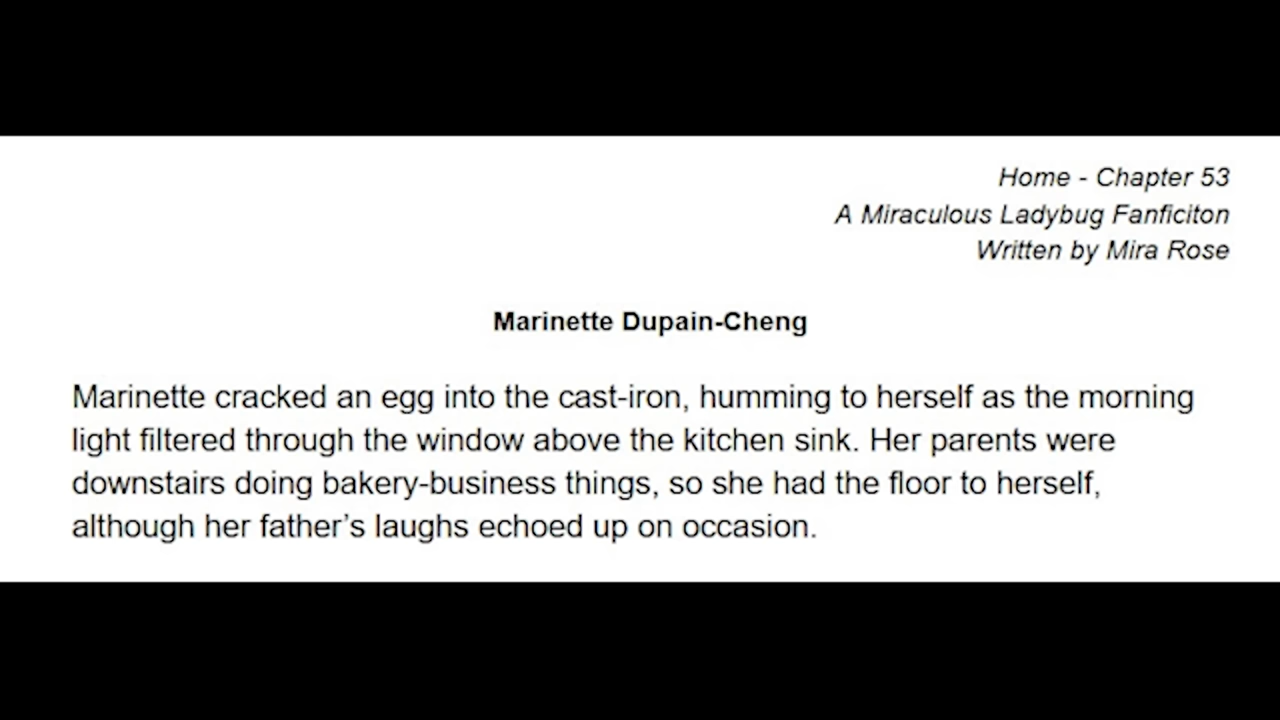 Home - Chapter 53
A Miraculous Ladybug Fanficiton
Written by Mira Rose
Marinette Dupain-Cheng
Marinette cracked an egg into the cast-iron, humming to herself as the morning
light filtered through the window above the kitchen sink. Her parents were
downstairs doing bakery-business things, so she had the floor to herself,
although her father’s laughs echoed up on occasion.